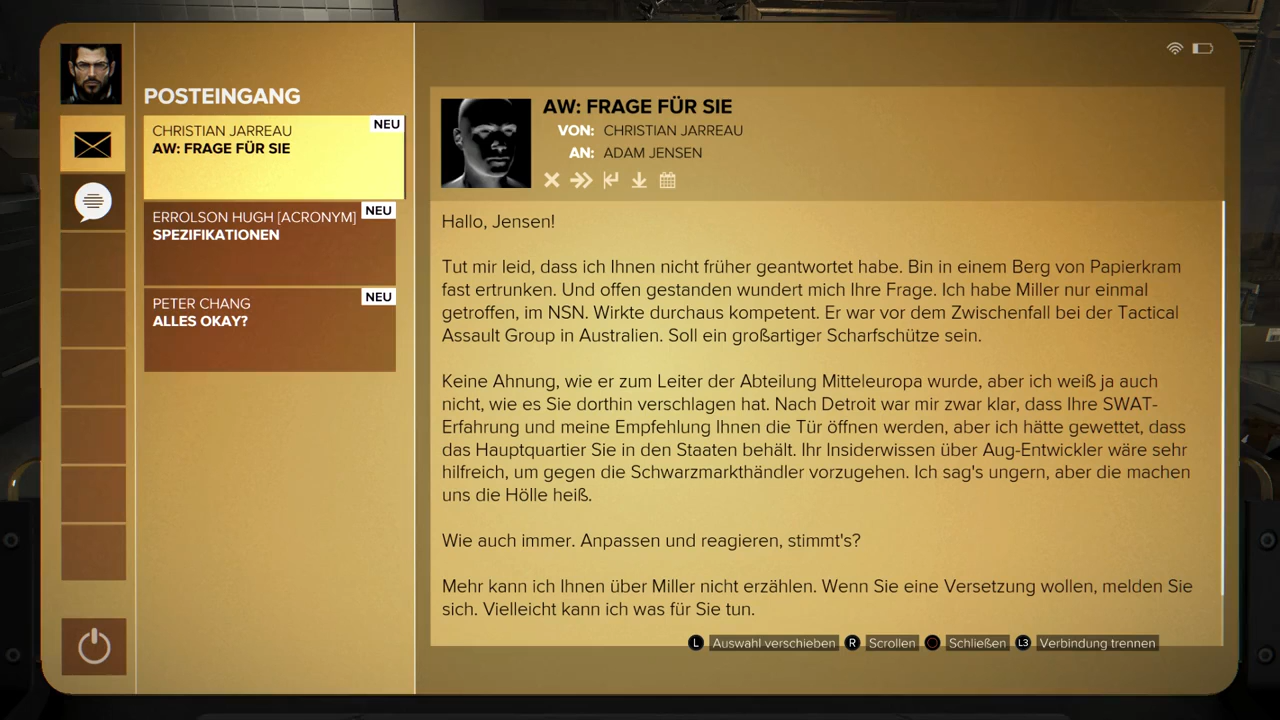 POSTEINGANG
CHRISTIAN JARREAU
NEU
AW: FRAGE FÜR SIE
ERROLSON HUGH [ACRONYM]
NEU
SPEZIFIKATIONEN
PETER CHANG
NEU
ALLES OKAY?
AW: FRAGE FÜR SIE
VON: CHRISTIAN JARREAU
AN: ADAM JENSEN
Hallo, Jensen!
Tut mir leid, dass ich Ihnen nicht früher geantwortet habe. Bin in einem Berg von Papierkram
fast ertrunken. Und offen gestanden wundert mich Ihre Frage. Ich habe Miller nur einmal
getroffen, im NSN. Wirkte durchaus kompetent. Er war vor dem Zwischenfall bei der Tactical
Assault Group in Australien. Soll ein großartiger Scharfschütze sein.
Keine Ahnung, wie er zum Leiter der Abteilung Mitteleuropa wurde, aber ich weiß ja auch
nicht, wie es Sie dorthin verschlagen hat. Nach Detroit war mir zwar klar, dass Ihre SWAT-
Erfahrung und meine Empfehlung Ihnen die Tür öffnen werden, aber ich hätte gewettet, dass
das Hauptquartier Sie in den Staaten behält. Ihr Insiderwissen über Aug-Entwickler wäre sehr
hilfreich, um gegen die Schwarzmarkthändler vorzugehen. Ich sag's ungern, aber die machen
uns die Hölle heiß.
Wie auch immer. Anpassen und reagieren, stimmt's?
Mehr kann ich Ihnen über Miller nicht erzählen. Wenn Sie eine Versetzung wollen, melden Sie
sich. Vielleicht kann ich was für Sie tun.
L Auswahl verschieben R Scrollen Schließen L3 Verbindung trennen